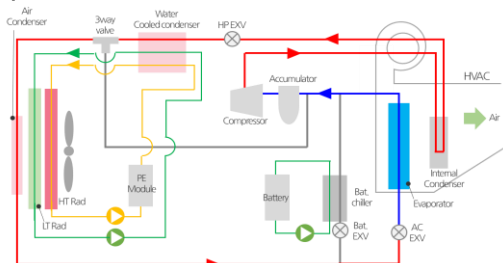 Air
Condenser
3way
valve
Water
Cooled condenser
HP EXV
Accumulator
Compressor
HVAC
Air
Internal
Condenser
Evaporator
PE
Module
Battery
Bat.
chiller
Bat.
EXV
AC
EXV
HT Rad
LT Rad